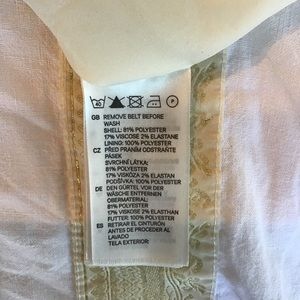 GB REMOVE BELT BEFORE
WASH
SHELL: 81% POLYESTER
17% VISCOSE 2% ELASTANE
LINING: 100% POLYESTER
CZ PŘED PRANÍM ODSTRAŇTE
PÁSEK
SVRCHNÍ LÁTKA:
81% POLYESTER
17% VISKÓZA 2% ELASTAN
PODŠÍVKA: 100% POLYESTER
DE DEN GÜRTEL VOR DER
WÄSCHE ENTFERNEN
OBERMATERIAL:
81% POLYESTER
17% VISKOSE 2% ELASTHAN
FUTTER: 100% POLYESTER
ES RETIRAR EL CINTURÓN
ANTES DE PROCEDER AL
LAVADO
TELA EXTERIOR: